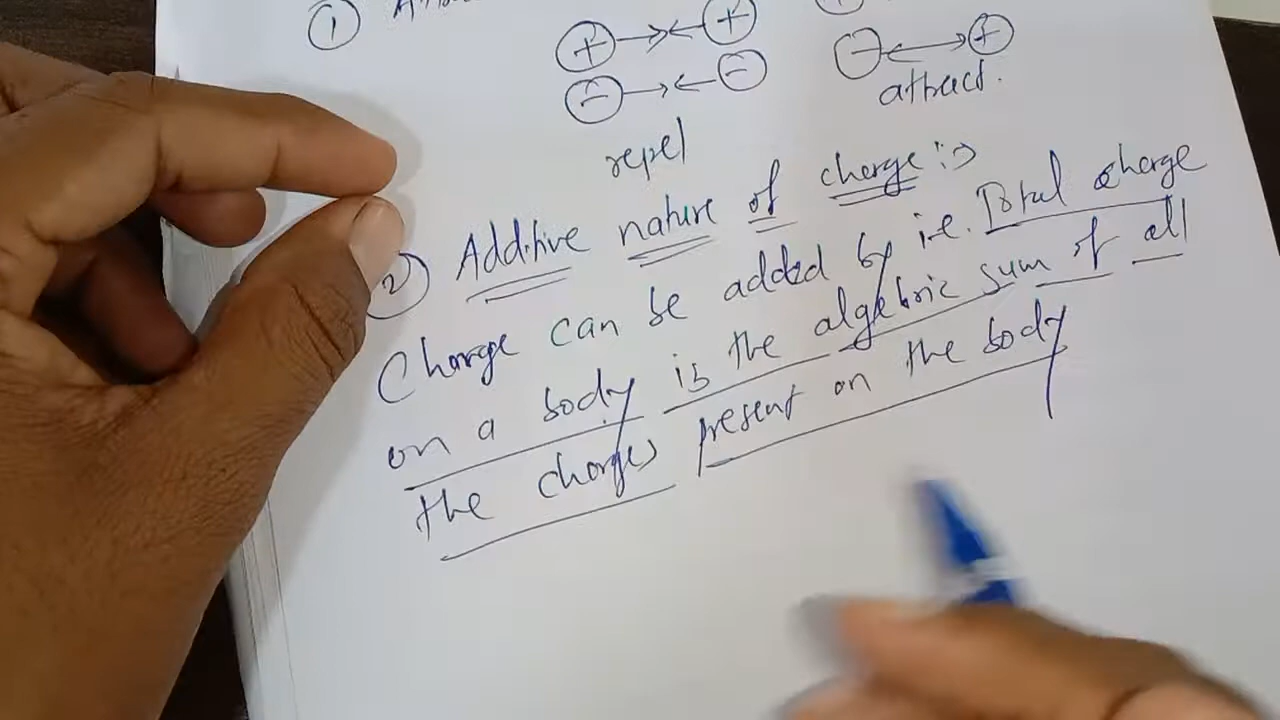 ①
+ +
- -
- +
attract.
repel
② Additive nature of charge :→
Charge can be added by i.e. Total charge
on a body is the algebric sum of all
the charges present on the body